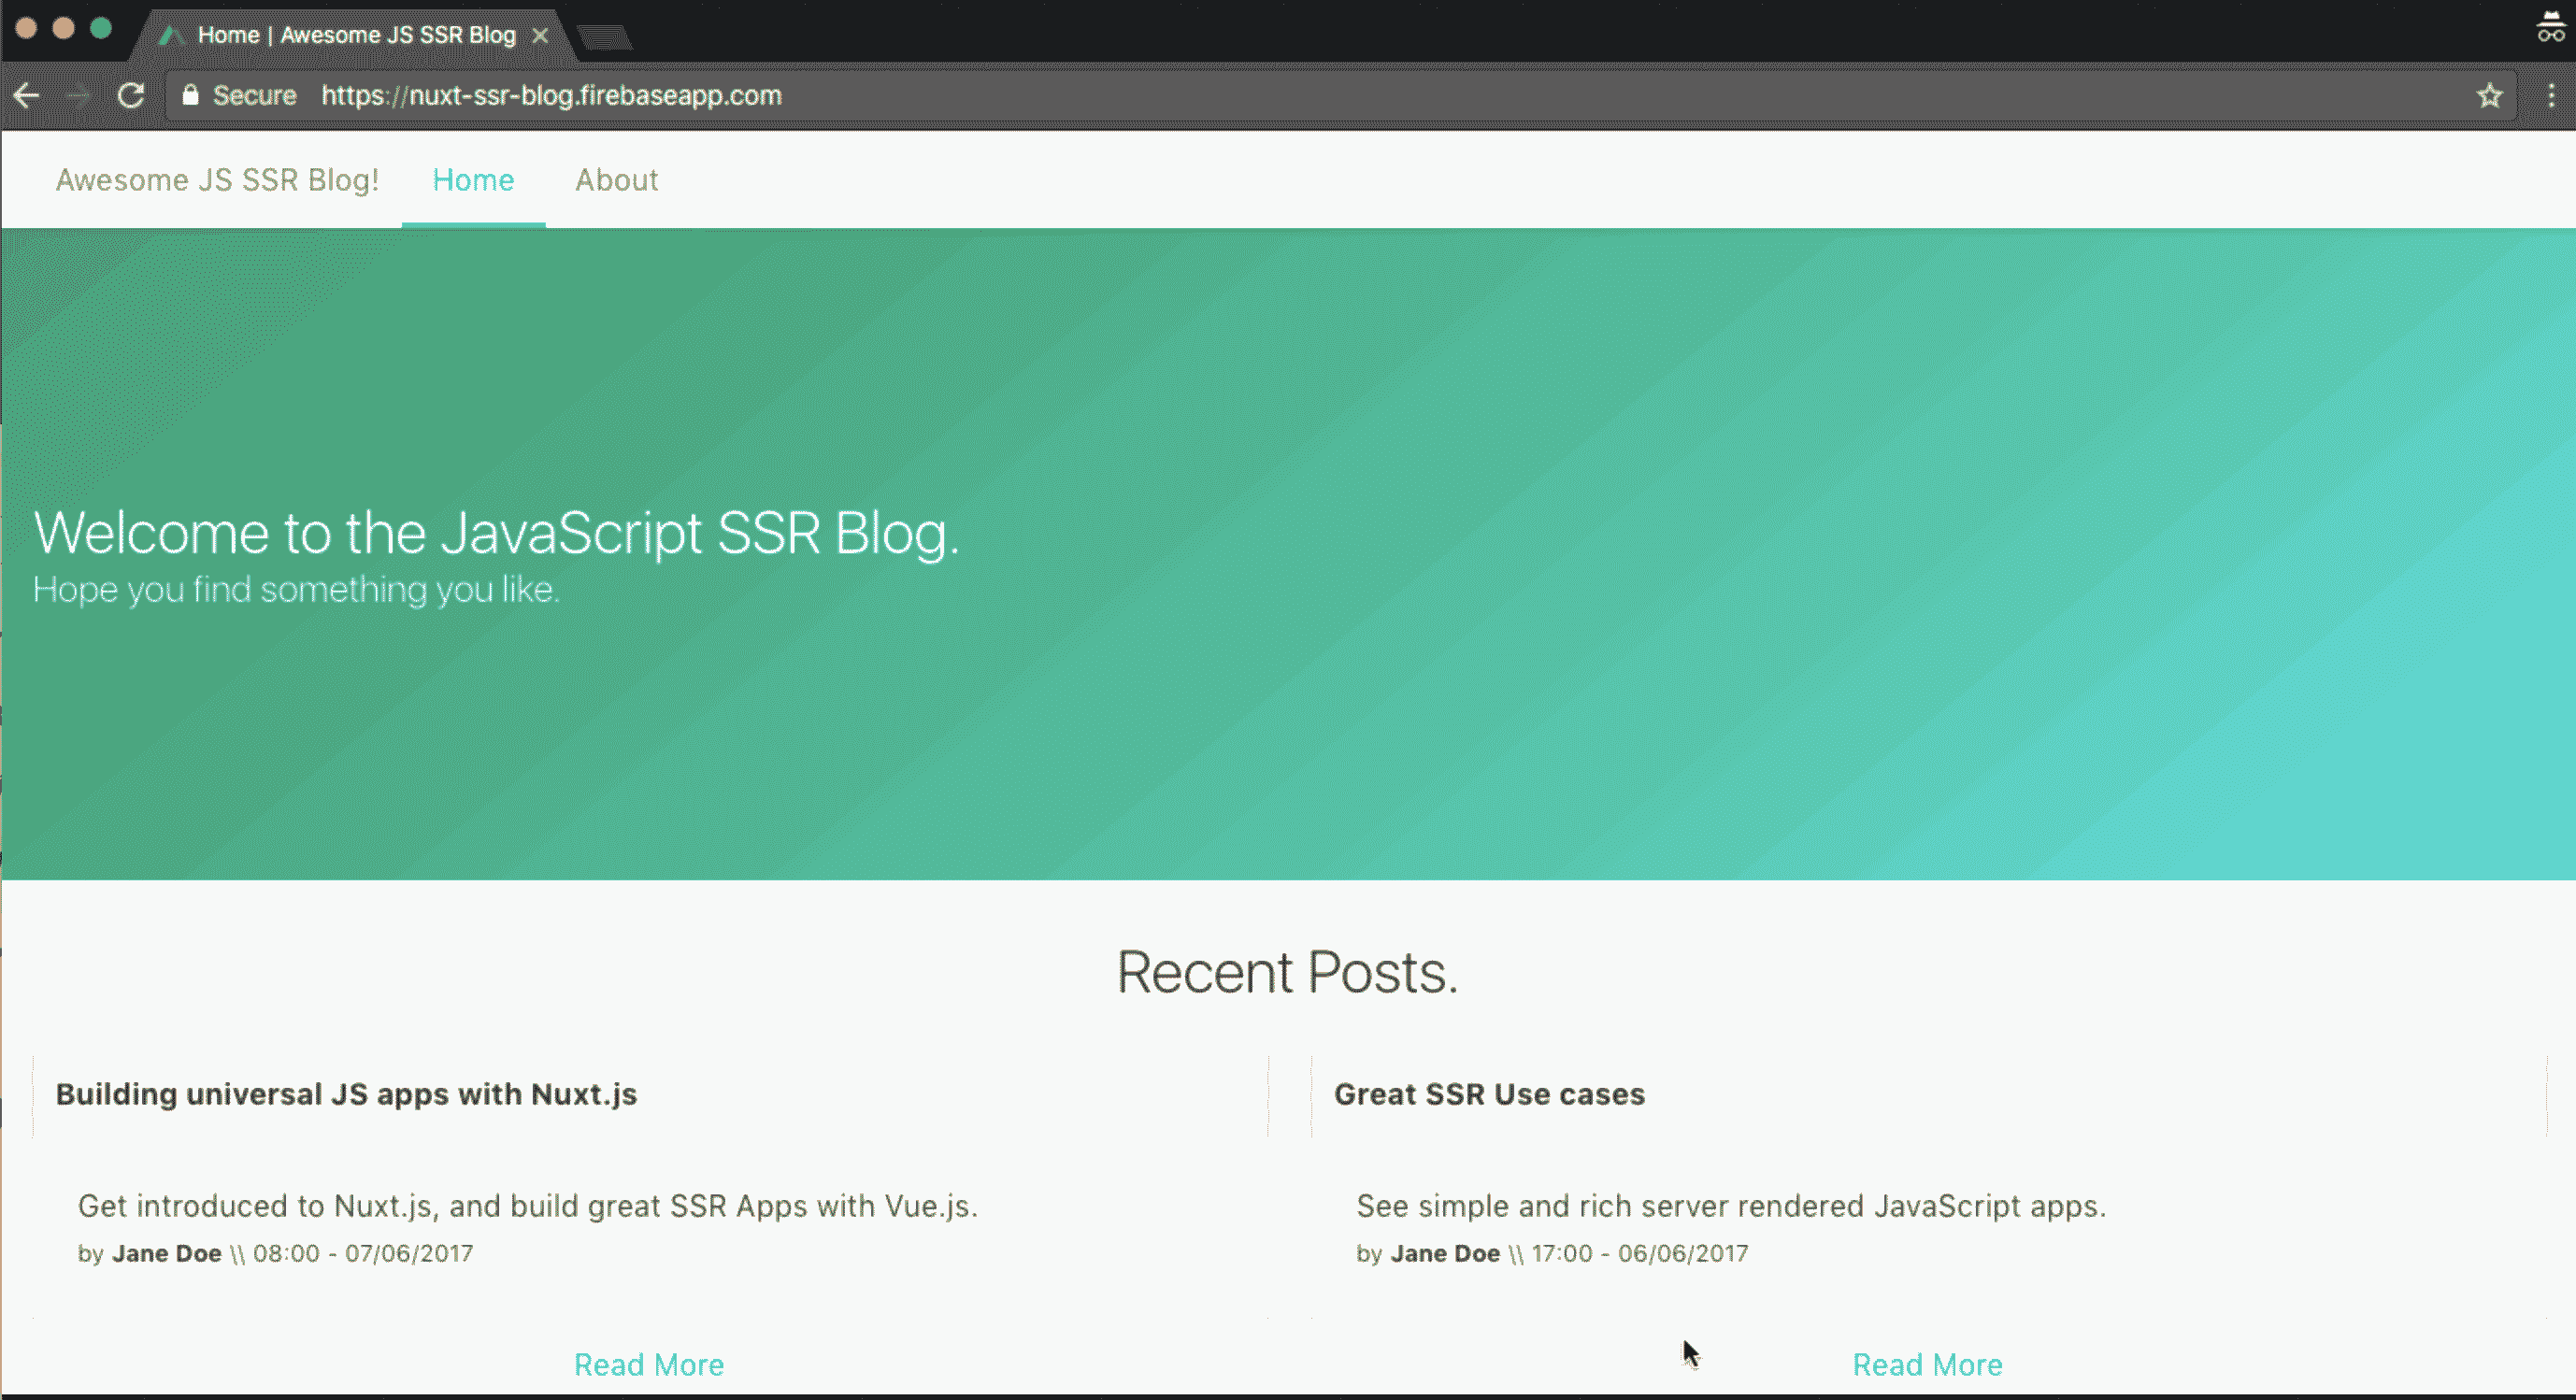 Home | Awesome JS SSR Blog
Secure https://nuxt-ssr-blog.firebaseapp.com
Awesome JS SSR Blog! Home About
Welcome to the JavaScript SSR Blog.
Hope you find something you like.
Recent Posts.
Building universal JS apps with Nuxt.js
Get introduced to Nuxt.js, and build great SSR Apps with Vue.js.
by Jane Doe \\ 08:00 - 07/06/2017
Read More
Great SSR Use cases
See simple and rich server rendered JavaScript apps.
by Jane Doe \\ 17:00 - 06/06/2017
Read More